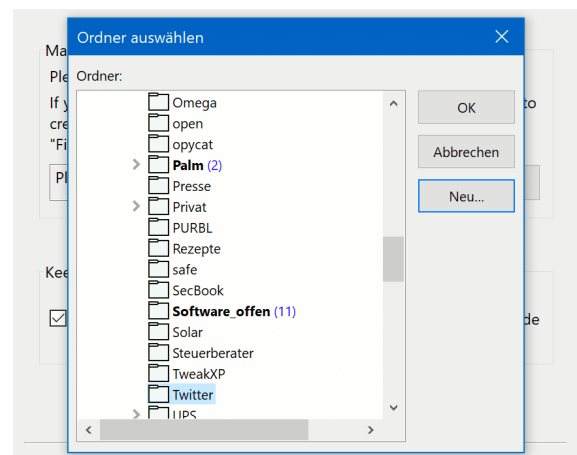 Ordner auswählen
Ma
Ple
Ordner:
If y
to
cre
"Fi
Pl
Omega
open
opycat
Palm (2)
Presse
Privat
PURBL
Rezepte
safe
SecBook
Software_offen (11)
Solar
Steuerberater
TweakXP
Twitter
UPS
OK
Abbrechen
Neu...
Kee
de